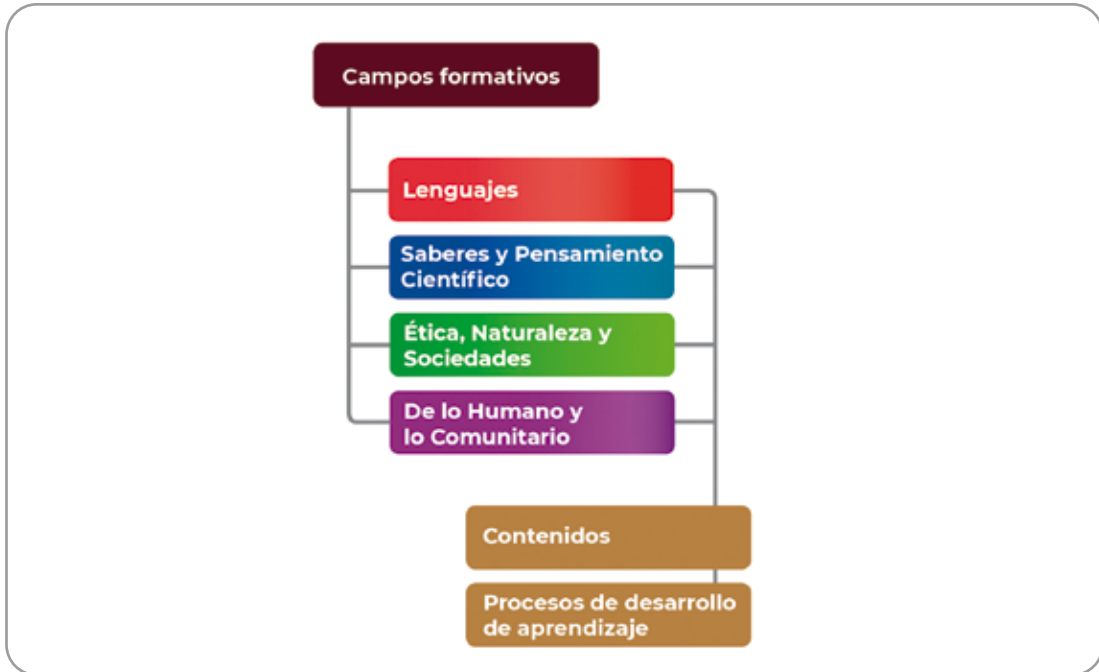 Campos formativos
Lenguajes
Saberes y Pensamiento
Científico
Ética, Naturaleza y
Sociedades
De lo Humano y
lo Comunitario
Contenidos
Procesos de desarrollo
de aprendizaje